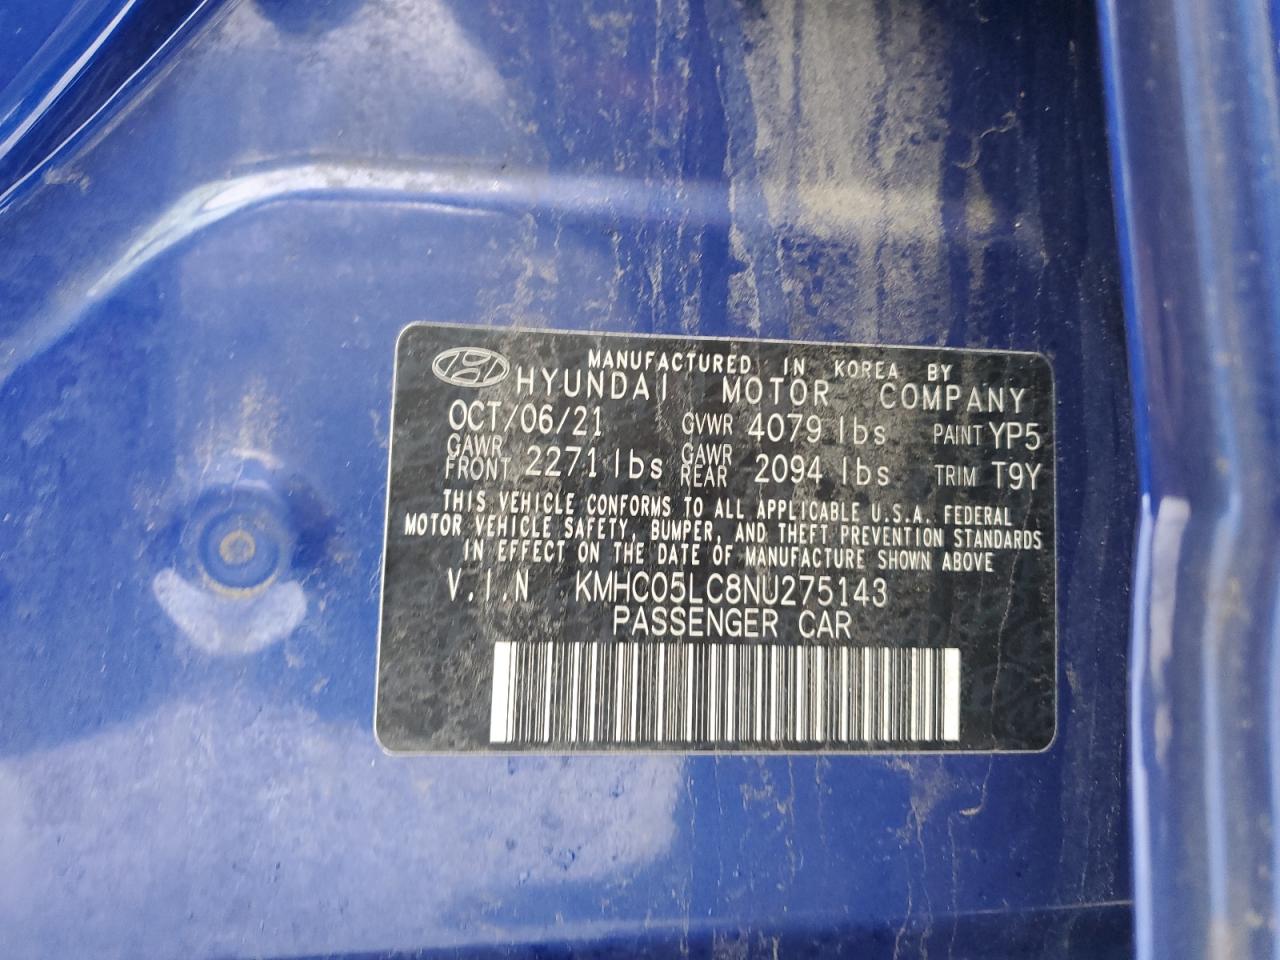 MANUFACTURED IN KOREA BY
HYUNDAI MOTOR COMPANY
OCT/06/21 GVWR 4079 lbs PAINT YP5
GAWR FRONT 2271 lbs GAWR REAR 2094 lbs TRIM T9Y
THIS VEHICLE CONFORMS TO ALL APPLICABLE U.S.A. FEDERAL
MOTOR VEHICLE SAFETY, BUMPER, AND THEFT PREVENTION STANDARDS
IN EFFECT ON THE DATE OF MANUFACTURE SHOWN ABOVE
V.I.N KMHC05LC8NU275143
PASSENGER CAR